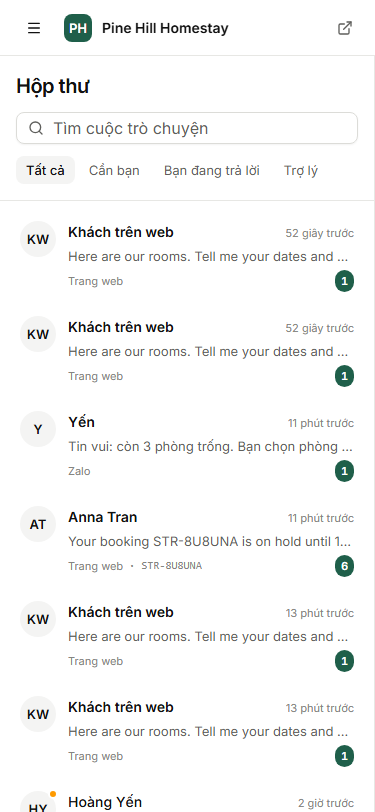 PH Pine Hill Homestay
Hộp thư
Tìm cuộc trò chuyện
Tất cả Cần bạn Bạn đang trả lời Trợ lý
KW Khách trên web 52 giây trước
Here are our rooms. Tell me your dates and ...
Trang web 1
KW Khách trên web 52 giây trước
Here are our rooms. Tell me your dates and ...
Trang web 1
Y Yến 11 phút trước
Tin vui: còn 3 phòng trống. Bạn chọn phòng ...
Zalo 1
AT Anna Tran 11 phút trước
Your booking STR-8U8UNA is on hold until 1...
Trang web · STR-8U8UNA 6
KW Khách trên web 13 phút trước
Here are our rooms. Tell me your dates and ...
Trang web 1
KW Khách trên web 13 phút trước
Here are our rooms. Tell me your dates and ...
Trang web 1
HY Hoàng Yến 2 giờ trước